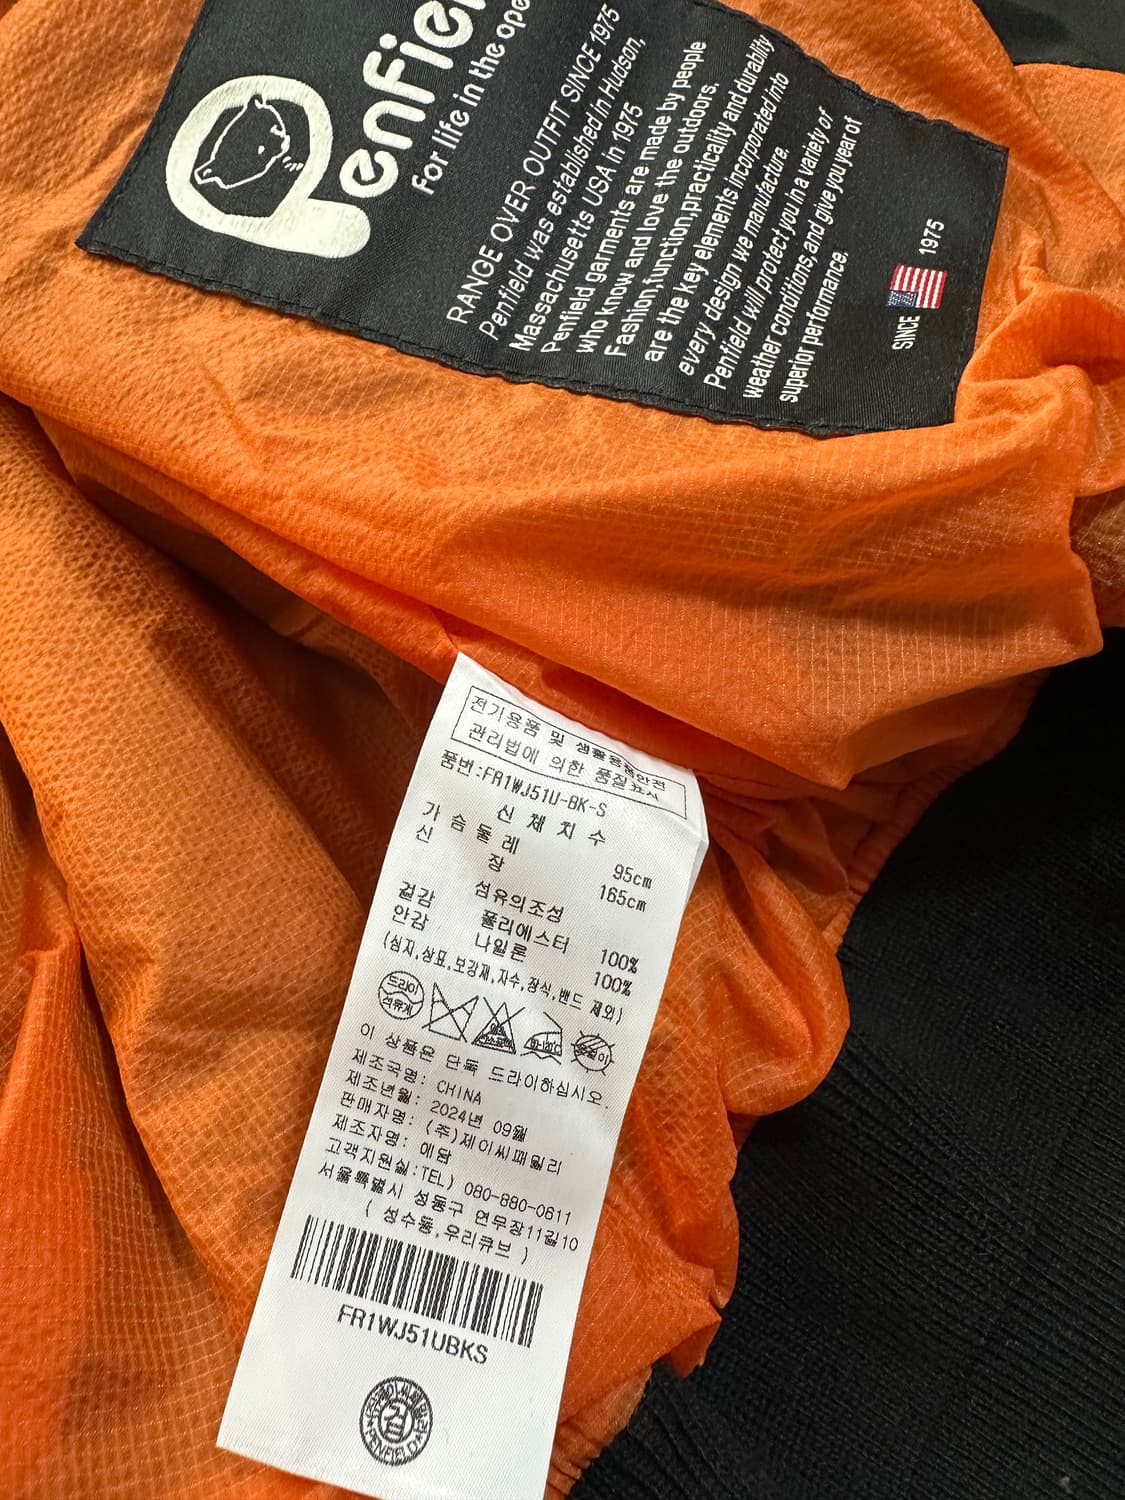 Penfiel
for life in the ope
RANGE OVER OUTFIT SINCE 1975
Penfield was established in Hudson,
Massachusetts USA in 1975
Penfield garments are made by people
who know and love the outdoors.
Fashion,function,practicality and durability
are the key elements incorporated into
every design we manufacture.
Penfield will protect you in a variety of
weather conditions,and give you year of
superior performance.
SINCE 1975
전기용품 및 생활용품안전
관리법에 의한 품질표시
품번:FR1WJ51U-BK-S
신 체 치 수
가 슴 둘 레 95cm
신 장 165cm
섬유의조성
겉감 폴리에스터 100%
안감 나일론 100%
(심지,상표,보강재,자수,장식,밴드 제외)
드라이
석유계
이 상품은 단독 드라이하십시오.
제조국명: CHINA
제조년월: 2024년 09월
판매자명: (주)제이씨패밀리
제조자명: 에담
고객지원실:TEL) 080-880-0611
서울특별시 성동구 연무장11길10
( 성수동,우리큐브 )
FR1WJ51UBKS
PENFIELD